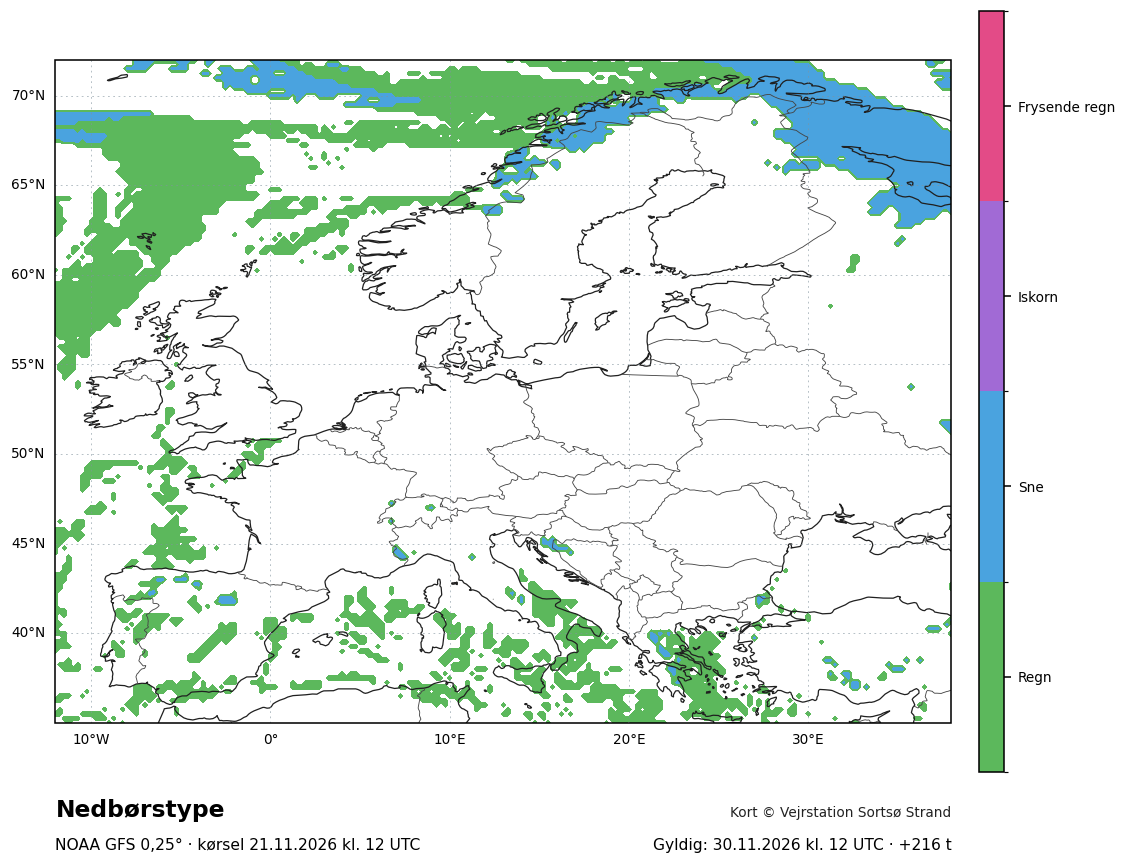 70°N
65°N
60°N
55°N
50°N
45°N
40°N
10°W
0°
10°E
20°E
30°E
Frysende regn
Iskorn
Sne
Regn
Nedbørstype
Kort © Vejrstation Sortsø Strand
NOAA GFS 0,25° · kørsel 21.11.2026 kl. 12 UTC
Gyldig: 30.11.2026 kl. 12 UTC · +216 t